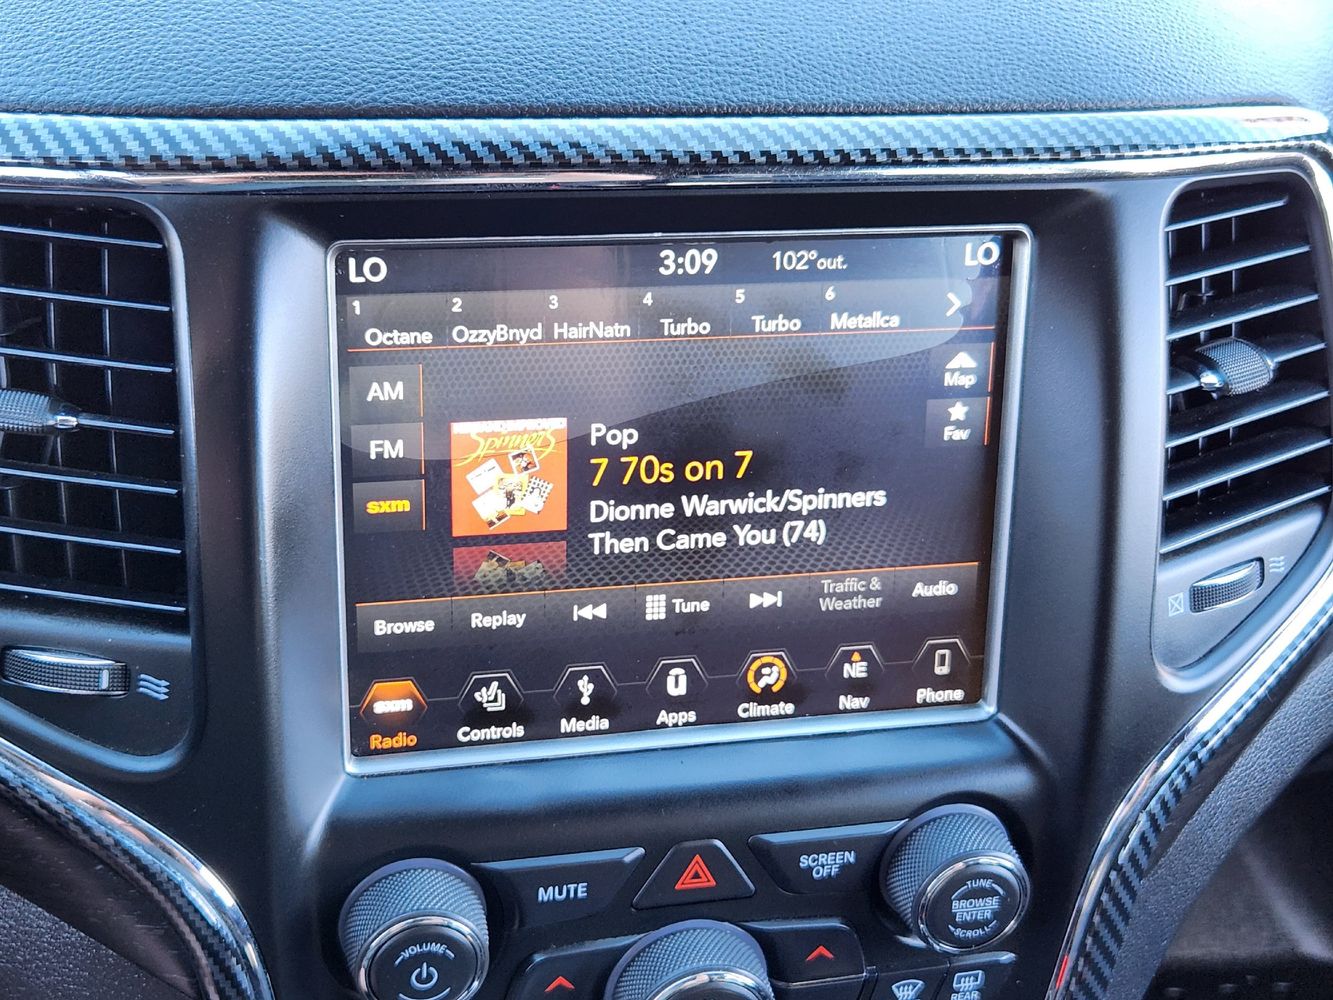 LO 3:09 102° out. LO
1 2 3 4 5 6
Octane OzzyBnyd HairNatn Turbo Turbo Metallca
AM
Map
FM
Fav
sxm
Pop
7 70s on 7
Dionne Warwick/Spinners
Then Came You (74)
Browse Replay Tune Traffic & Weather Audio
sxm NE
Radio Controls Media Apps Climate Nav Phone
MUTE
SCREEN
OFF
VOLUME
TUNE
BROWSE
ENTER
SCROLL
REAR